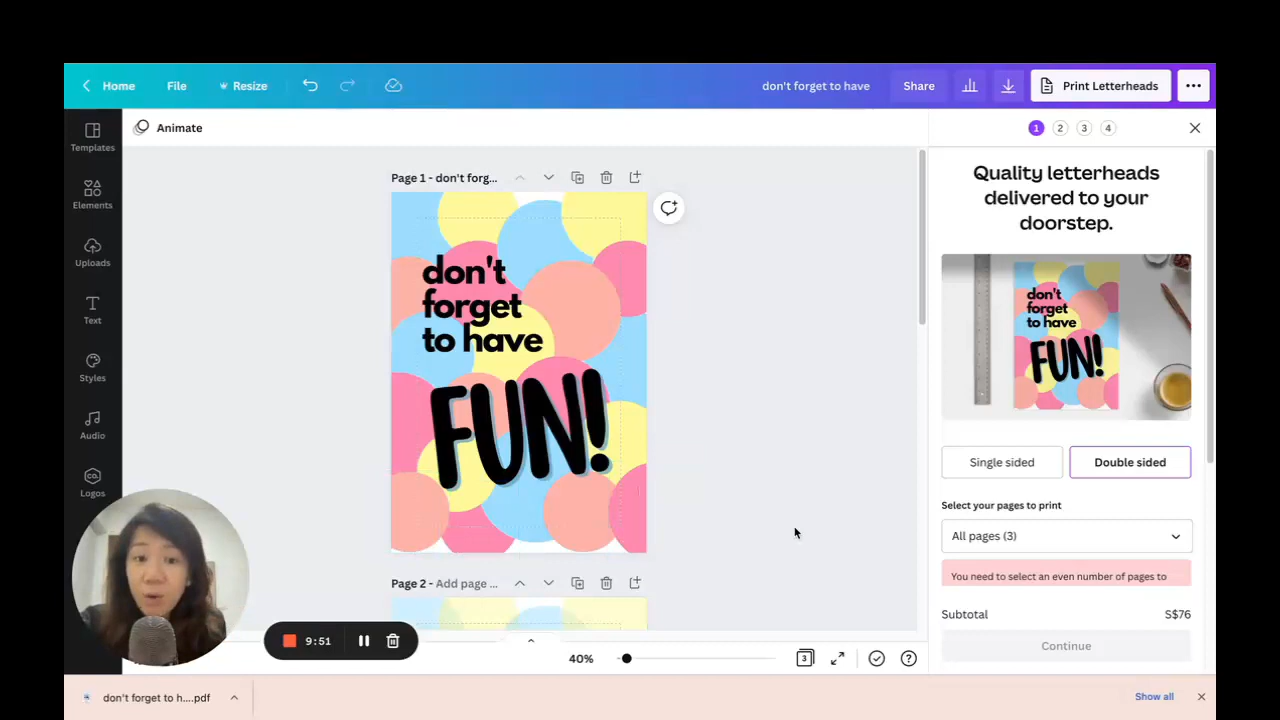 Home
File
Resize
don't forget to have
Share
Print Letterheads
Templates
Elements
Uploads
Text
Styles
Audio
co.
Logos
Animate
Page 1 - don't forg...
don't
forget
to have
FUN!
Page 2 - Add page ...
9:51
40%
3
1
2
3
4
Quality letterheads
delivered to your
doorstep.
don't
forget
to have
FUN!
Single sided
Double sided
Select your pages to print
All pages (3)
You need to select an even number of pages to
Subtotal
S$76
Continue
don't forget to h....pdf
Show all